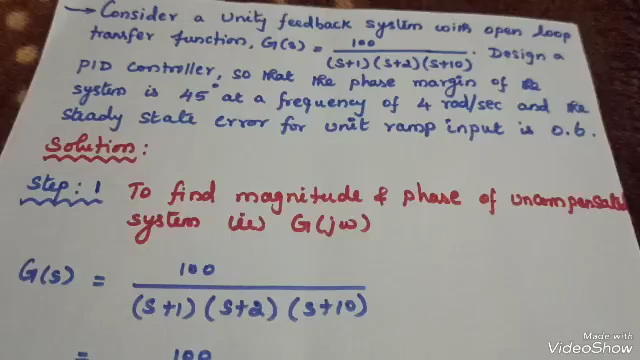 → Consider a unity feedback system with open loop
transfer function, G(s) = 100 / (s+1)(s+2)(s+10) . Design a
PID controller, so that the phase margin of the
system is 45° at a frequency of 4 rad/sec and the
steady state error for unit ramp input is 0.6.
Solution:
Step:1 To find magnitude & phase of uncompensated
system (ie) G(jω)
G(s) = 100 / (s+1)(s+2)(s+10)
= 100
Made with
VideoShow